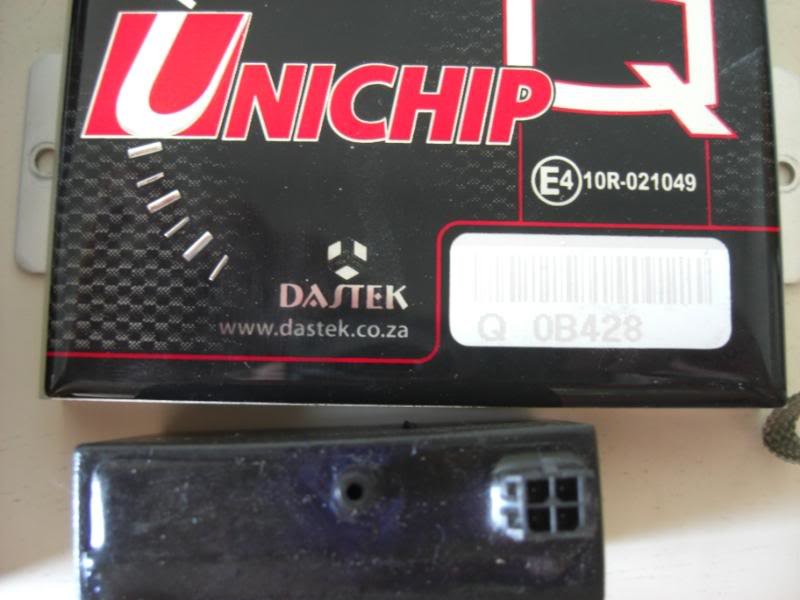 UNICHIP Q
E4 10R-021049
DASTEK
www.dastek.co.za
Q 0B428